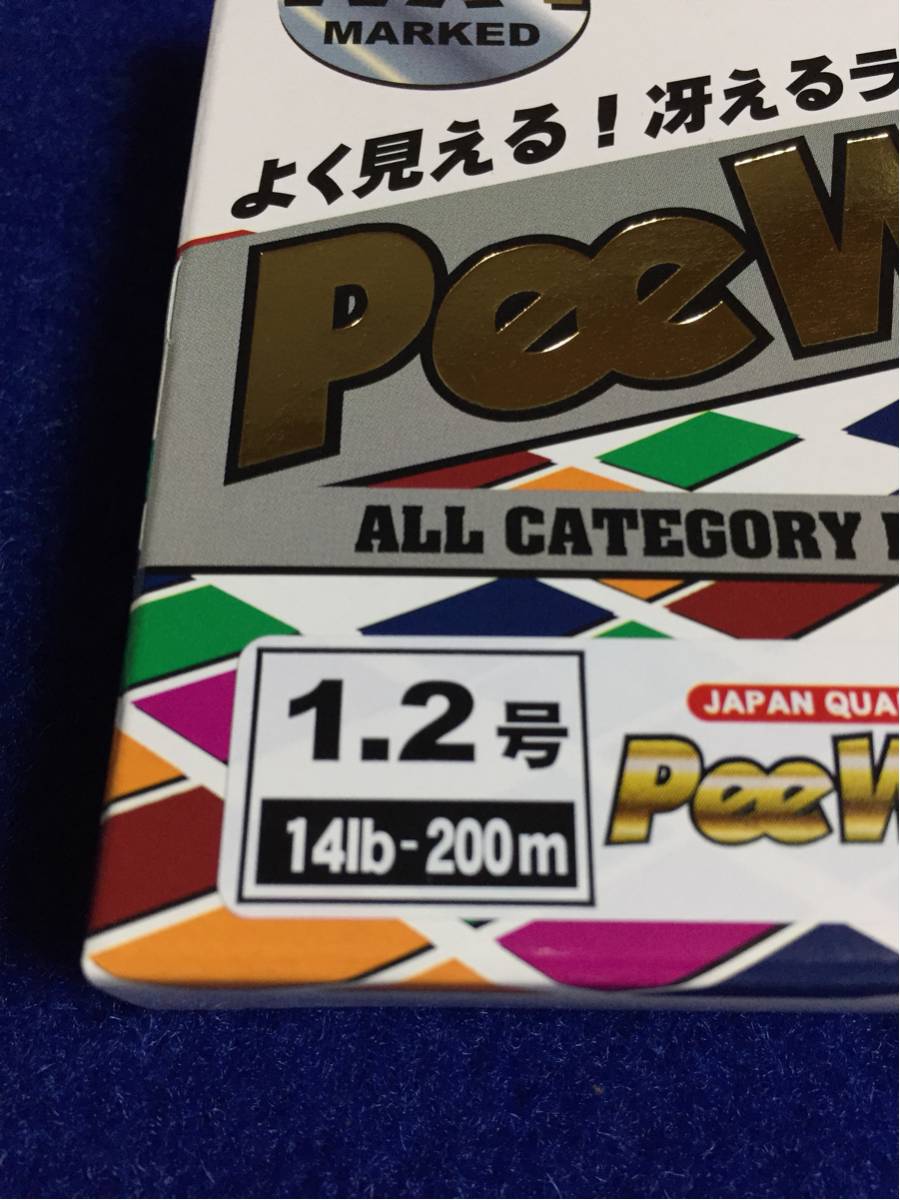 MARKED
よく見える！冴えるラ
PeeW
ALL CATEGORY
1.2号
14lb-200m
JAPAN QUA
PeeW